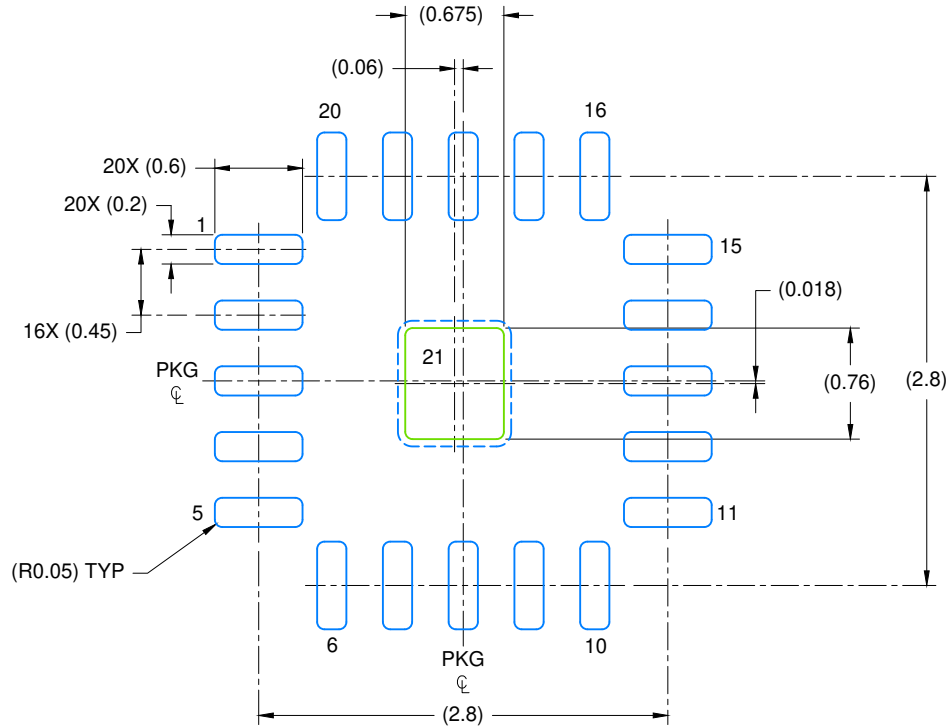 (0.675)
(0.06)
20
16
20X (0.6)
20X (0.2)
1
15
(0.018)
16X (0.45)
21
PKG
℄
(0.76)
(2.8)
5
11
(R0.05) TYP
6
10
PKG
℄
(2.8)